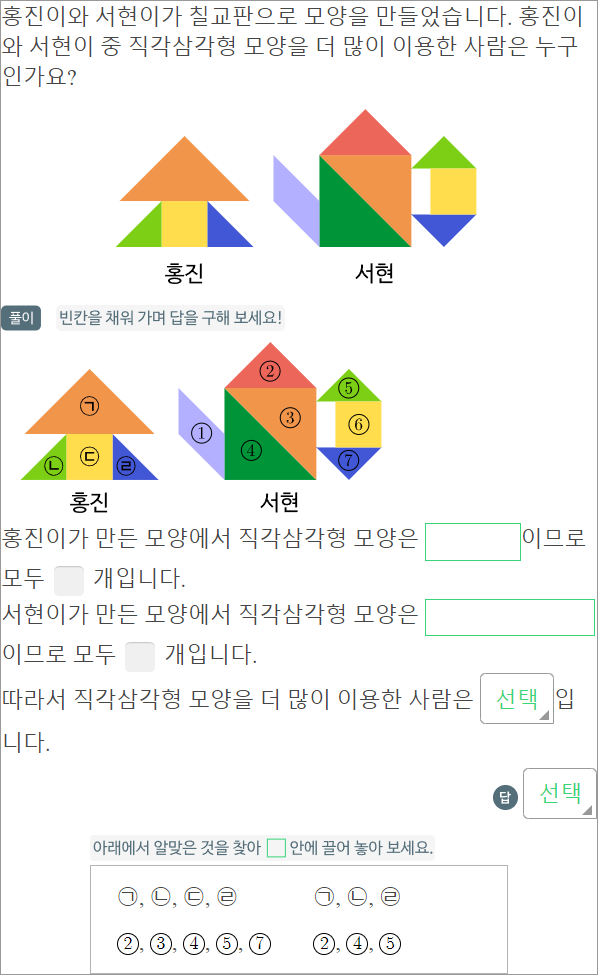 홍진이와 서현이가 칠교판으로 모양을 만들었습니다. 홍진이
와 서현이 중 직각삼각형 모양을 더 많이 이용한 사람은 누구
인가요?
홍진 서현
풀이 빈칸을 채워 가며 답을 구해 보세요!
㉠ ㉡ ㉢ ㉣ ① ② ③ ④ ⑤ ⑥ ⑦
홍진 서현
홍진이가 만든 모양에서 직각삼각형 모양은 이므로
모두 개입니다.
서현이가 만든 모양에서 직각삼각형 모양은
이므로 모두 개입니다.
따라서 직각삼각형 모양을 더 많이 이용한 사람은 선택 입
니다.
답 선택
아래에서 알맞은 것을 찾아 안에 끌어 놓아 보세요.
㉠, ㉡, ㉢, ㉣ ㉠, ㉡, ㉣
②, ③, ④, ⑤, ⑦ ②, ④, ⑤